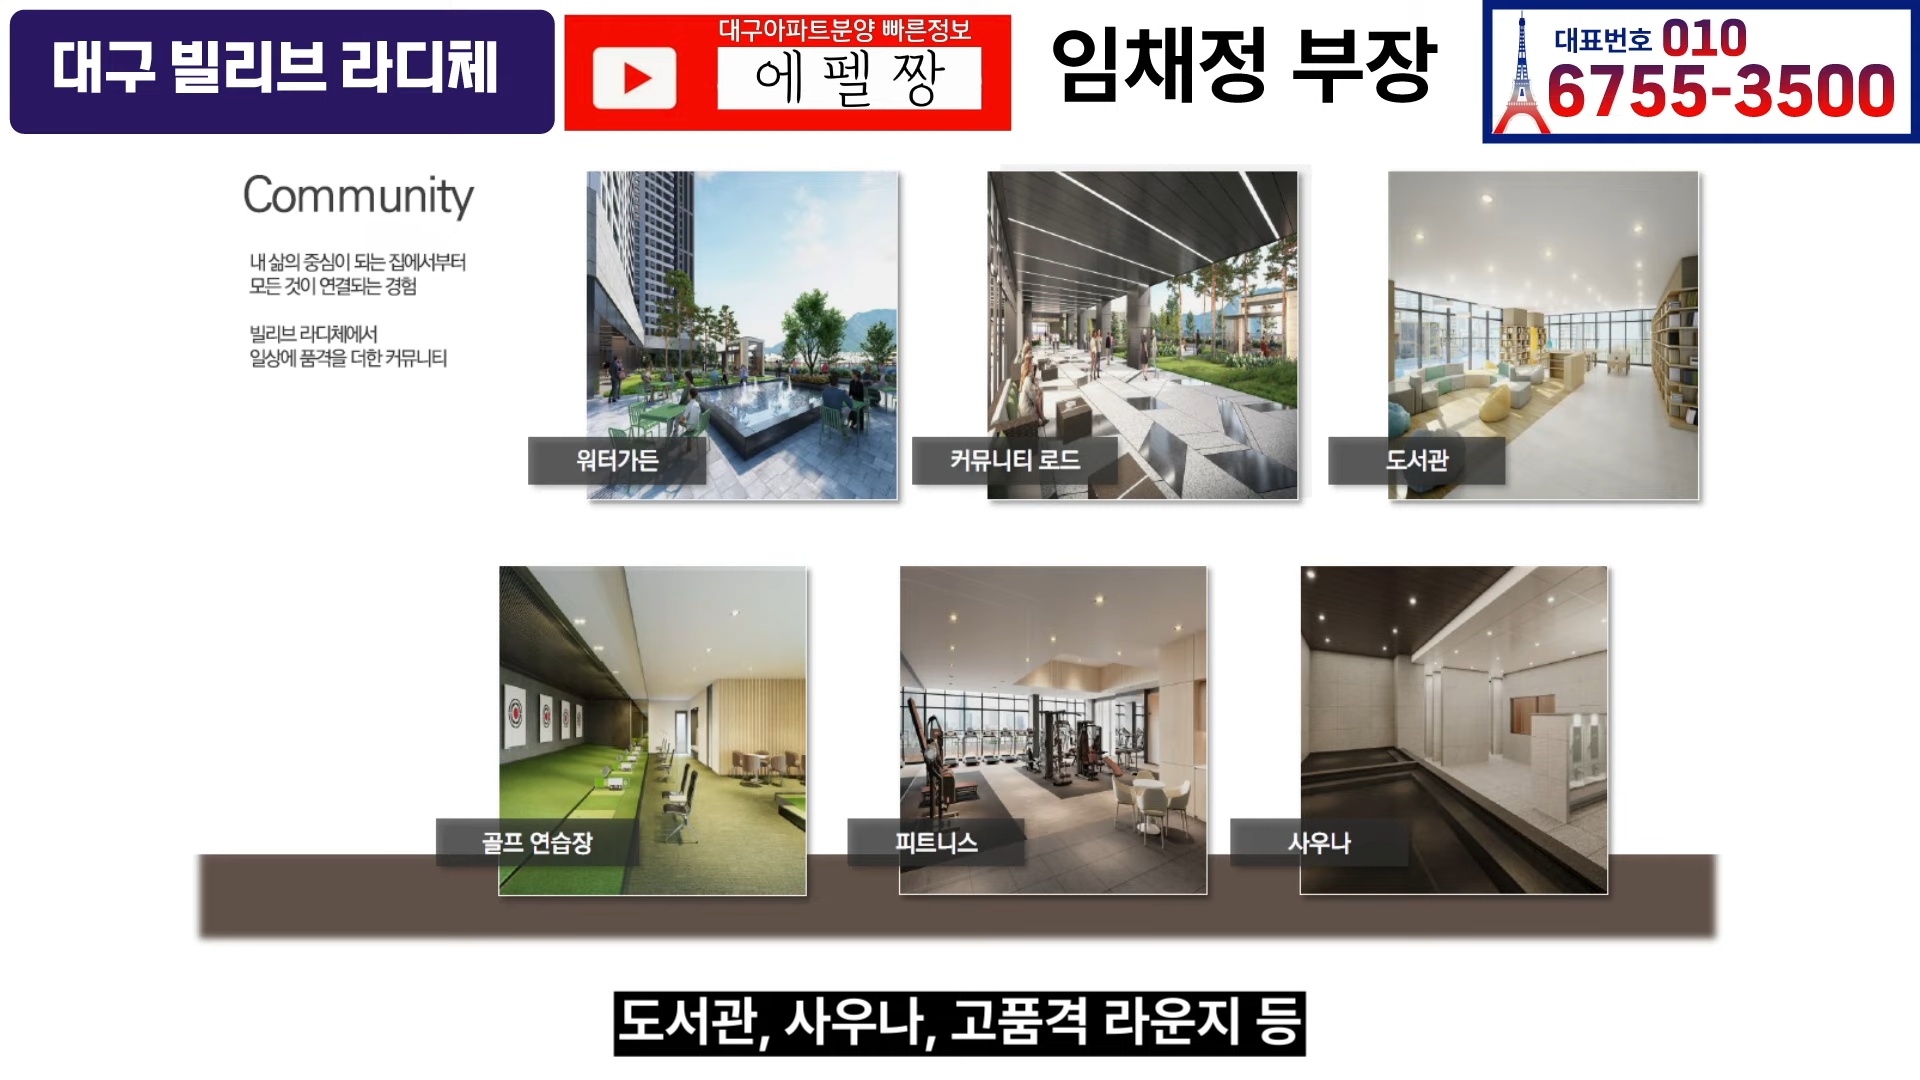 대구 빌리브 라디체
대구아파트분양 빠른정보
에펠짱
임채정 부장
대표번호 010
6755-3500
Community
내 삶의 중심이 되는 집에서부터
모든 것이 연결되는 경험
빌리브 라디체에서
일상에 품격을 더한 커뮤니티
워터가든
커뮤니티 로드
도서관
골프 연습장
피트니스
사우나
도서관, 사우나, 고품격 라운지 등